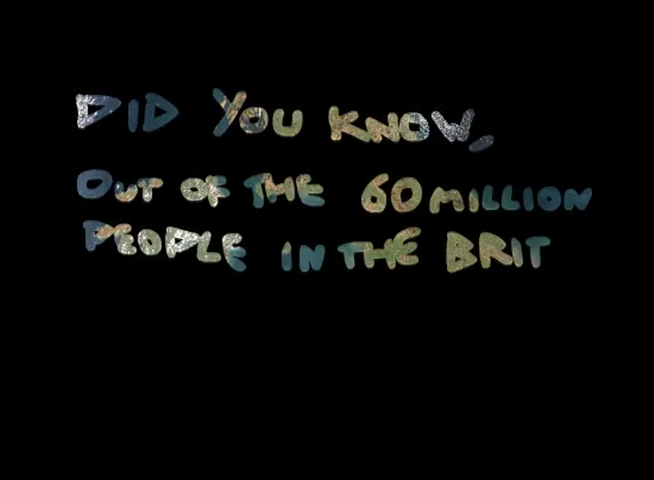 DID YOU KNOW,
OUT OF THE 60 MILLION
PEOPLE IN THE BRIT